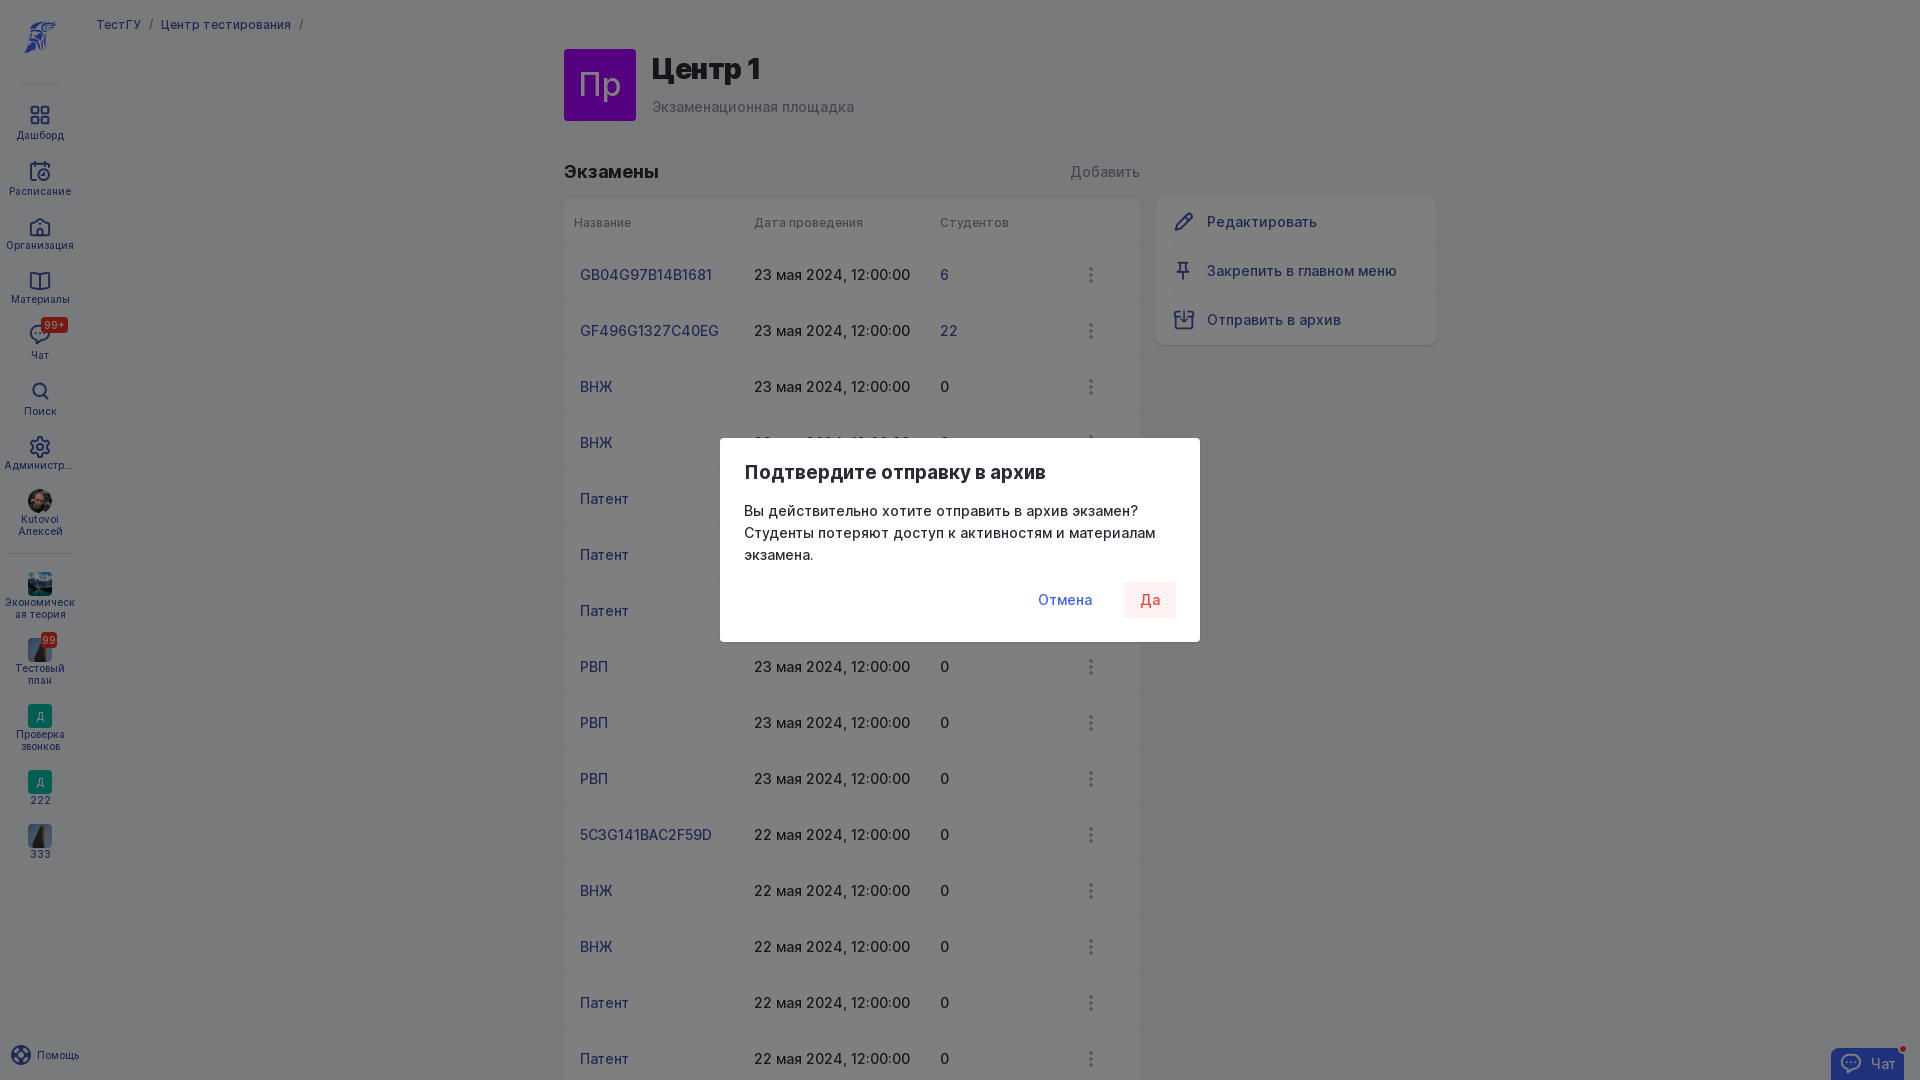 ТестГУ / Центр тестирования /
Пр
Центр 1
Экзаменационная площадка
Дашборд
Расписание
Организация
Материалы
99+
Чат
Поиск
Администр...
Kutovoi
Алексей
Экономическ
ая теория
99
Тестовый
план
Д
Проверка
звонков
Д
222
333
Помощь
Экзамены
Добавить
Название Дата проведения Студентов
GB04G97B14B1681 23 мая 2024, 12:00:00 6
GF496G1327C40EG 23 мая 2024, 12:00:00 22
ВНЖ 23 мая 2024, 12:00:00 0
ВНЖ
Патент
Патент
Патент
РВП 23 мая 2024, 12:00:00 0
РВП 23 мая 2024, 12:00:00 0
РВП 23 мая 2024, 12:00:00 0
5C3G141BAC2F59D 22 мая 2024, 12:00:00 0
ВНЖ 22 мая 2024, 12:00:00 0
ВНЖ 22 мая 2024, 12:00:00 0
Патент 22 мая 2024, 12:00:00 0
Патент 22 мая 2024, 12:00:00 0
Редактировать
Закрепить в главном меню
Отправить в архив
Подтвердите отправку в архив
Вы действительно хотите отправить в архив экзамен?
Студенты потеряют доступ к активностям и материалам
экзамена.
Отмена
Да
Чат